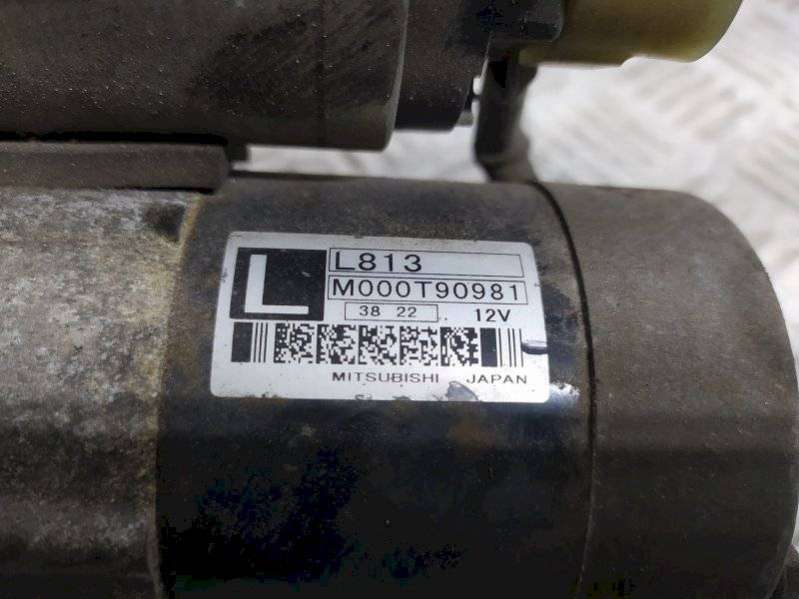 L L813
M000T90981
38 22 12V
MITSUBISHI JAPAN